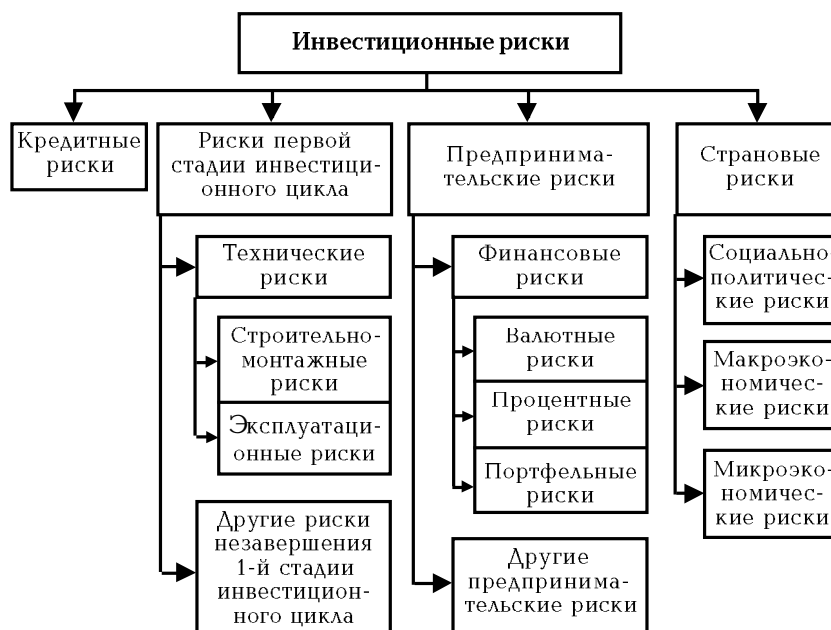 Инвестиционные риски
Кредитные
риски
Риски первой
стадии инвестици-
онного цикла
Предпринима-
тельские риски
Страновые
риски
Технические
риски
Строительно-
монтажные
риски
Эксплуатаци-
онные риски
Другие риски
незавершения
1-й стадии
инвестицион-
ного цикла
Финансовые
риски
Валютные
риски
Процентные
риски
Портфельные
риски
Другие
предпринима-
тельские риски
Социально-
политичес-
кие риски
Макроэко-
номичес-
кие риски
Микроэко-
номичес-
кие риски